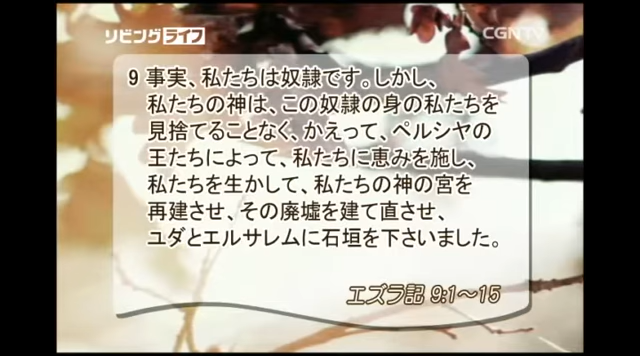 リビングライフ
CGNTV
9 事実、私たちは奴隷です。しかし、
私たちの神は、この奴隷の身の私たちを
見捨てることなく、かえって、ペルシヤの
王たちによって、私たちに恵みを施し、
私たちを生かして、私たちの神の宮を
再建させ、その廃墟を建て直させ、
ユダとエルサレムに石垣を下さいました。
エズラ記 9:1〜15